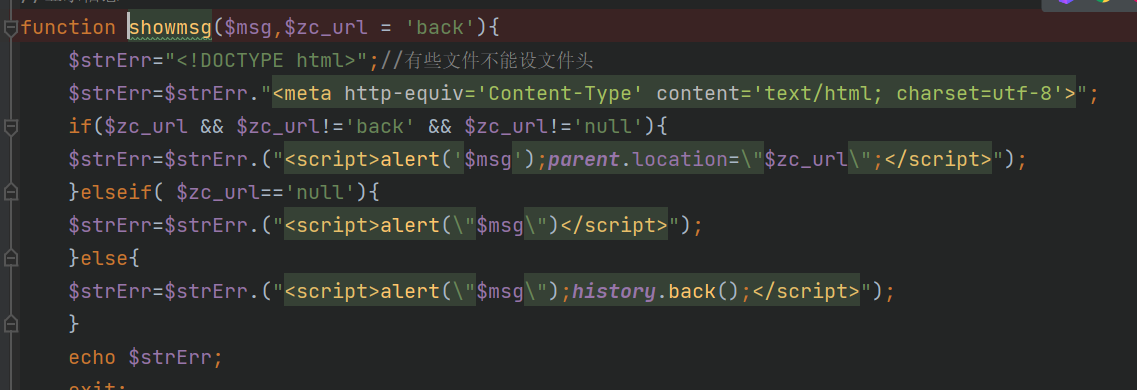 function showmsg($msg,$zc_url = 'back'){
$strErr="<!DOCTYPE html>";//有些文件不能设文件头
$strErr=$strErr."<meta http-equiv='Content-Type' content='text/html; charset=utf-8'>";
if($zc_url && $zc_url!='back' && $zc_url!='null'){
$strErr=$strErr.("<script>alert('$msg');parent.location=\"$zc_url\";</script>");
}elseif( $zc_url=='null'){
$strErr=$strErr.("<script>alert(\"$msg\")</script>");
}else{
$strErr=$strErr.("<script>alert(\"$msg\");history.back();</script>");
}
echo $strErr;
exit;